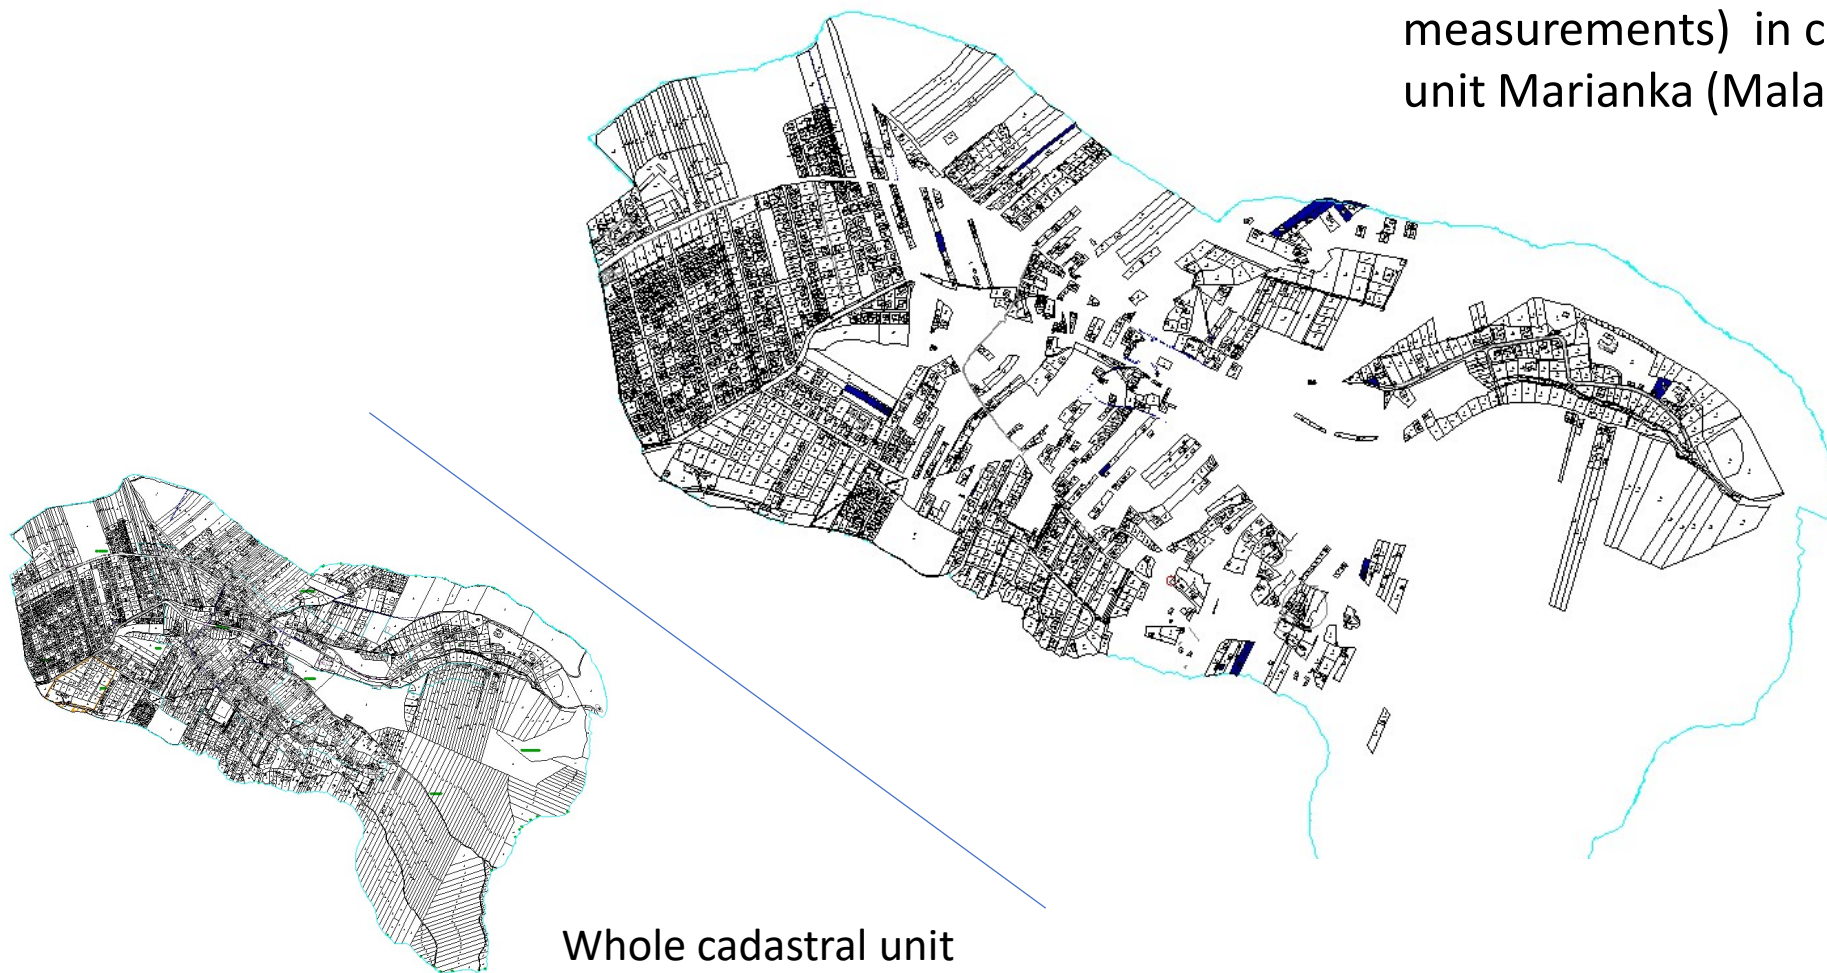 measurements) in c
unit Marianka (Mala
Whole cadastral unit